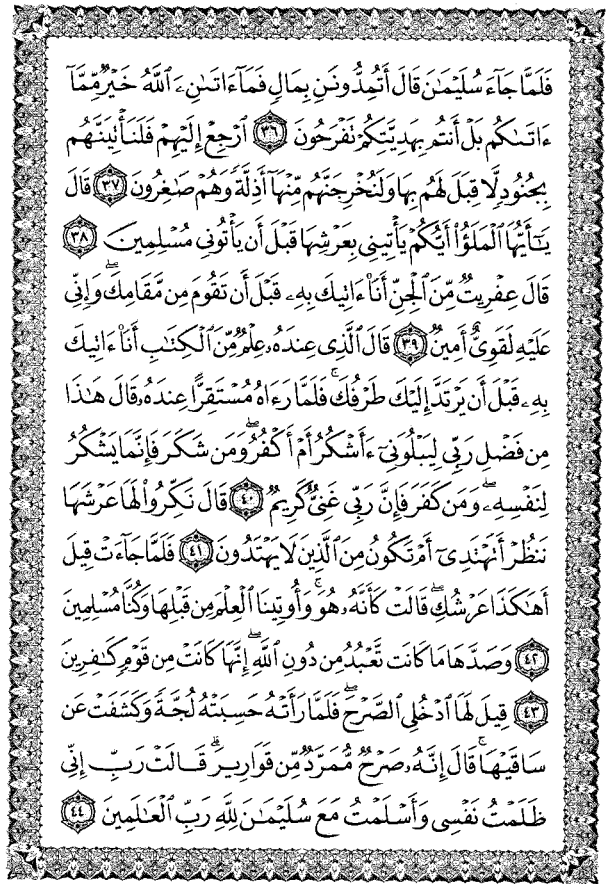 فَلَمَّا جَآءَ سُلَيْمَٰنَ قَالَ أَتُمِدُّونَنِ بِمَالٍ فَمَآ ءَاتَىٰنِۦَ ٱللَّهُ خَيْرٌ مِّمَّآ
ءَاتَىٰكُم بَلْ أَنتُم بِهَدِيَّتِكُمْ تَفْرَحُونَ ٣٦ ٱرْجِعْ إِلَيْهِمْ فَلَنَأْتِيَنَّهُم
بِجُنُودٍ لَّا قِبَلَ لَهُم بِهَا وَلَنُخْرِجَنَّهُم مِّنْهَآ أَذِلَّةً وَهُمْ صَٰغِرُونَ ٣٧ قَالَ
يَٰٓأَيُّهَا ٱلْمَلَؤُا۟ أَيُّكُمْ يَأْتِينِى بِعَرْشِهَا قَبْلَ أَن يَأْتُونِى مُسْلِمِينَ ٣٨
قَالَ عِفْرِيتٌ مِّنَ ٱلْجِنِّ أَنَا۠ ءَاتِيكَ بِهِۦ قَبْلَ أَن تَقُومَ مِن مَّقَامِكَ ۖ وَإِنِّى
عَلَيْهِ لَقَوِىٌّ أَمِينٌ ٣٩ قَالَ ٱلَّذِى عِندَهُۥ عِلْمٌ مِّنَ ٱلْكِتَٰبِ أَنَا۠ ءَاتِيكَ
بِهِۦ قَبْلَ أَن يَرْتَدَّ إِلَيْكَ طَرْفُكَ ۚ فَلَمَّا رَءَاهُ مُسْتَقِرًّا عِندَهُۥ قَالَ هَٰذَا
مِن فَضْلِ رَبِّى لِيَبْلُوَنِىٓ ءَأَشْكُرُ أَمْ أَكْفُرُ ۖ وَمَن شَكَرَ فَإِنَّمَا يَشْكُرُ
لِنَفْسِهِۦ ۖ وَمَن كَفَرَ فَإِنَّ رَبِّى غَنِىٌّ كَرِيمٌ ٤٠ قَالَ نَكِّرُوا۟ لَهَا عَرْشَهَا
نَنظُرْ أَتَهْتَدِىٓ أَمْ تَكُونُ مِنَ ٱلَّذِينَ لَا يَهْتَدُونَ ٤١ فَلَمَّا جَآءَتْ قِيلَ
أَهَٰكَذَا عَرْشُكِ ۖ قَالَتْ كَأَنَّهُۥ هُوَ ۚ وَأُوتِينَا ٱلْعِلْمَ مِن قَبْلِهَا وَكُنَّا مُسْلِمِينَ
٤٢ وَصَدَّهَا مَا كَانَت تَّعْبُدُ مِن دُونِ ٱللَّهِ ۖ إِنَّهَا كَانَتْ مِن قَوْمٍ كَٰفِرِينَ
٤٣ قِيلَ لَهَا ٱدْخُلِى ٱلصَّرْحَ ۖ فَلَمَّا رَأَتْهُ حَسِبَتْهُ لُجَّةً وَكَشَفَتْ عَن
سَاقَيْهَا ۚ قَالَ إِنَّهُۥ صَرْحٌ مُّمَرَّدٌ مِّن قَوَارِيرَ ۗ قَالَتْ رَبِّ إِنِّى
ظَلَمْتُ نَفْسِى وَأَسْلَمْتُ مَعَ سُلَيْمَٰنَ لِلَّهِ رَبِّ ٱلْعَٰلَمِينَ ٤٤